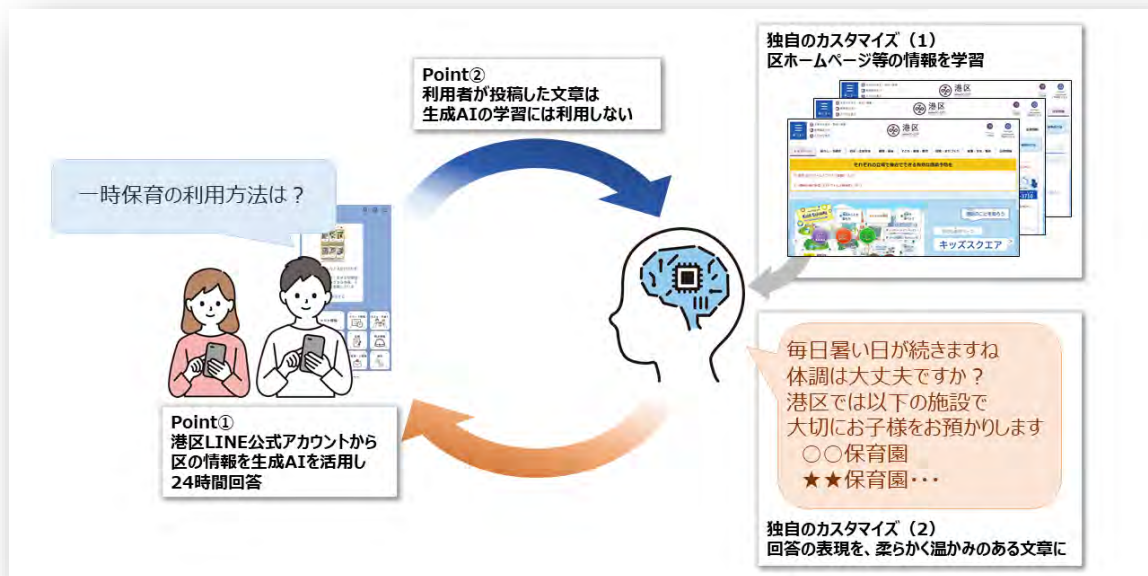 独自のカスタマイズ（1）
区ホームページ等の情報を学習
港区
港区
港区
キッズスクエア
Point②
利用者が投稿した文章は
生成AIの学習には利用しない
一時保育の利用方法は？
Point①
港区LINE公式アカウントから
区の情報を生成AIを活用し
24時間回答
毎日暑い日が続きますね
体調は大丈夫ですか？
港区では以下の施設で
大切にお子様をお預かりします
○○保育園
★★保育園・・・
独自のカスタマイズ（2）
回答の表現を、柔らかく温かみのある文章に